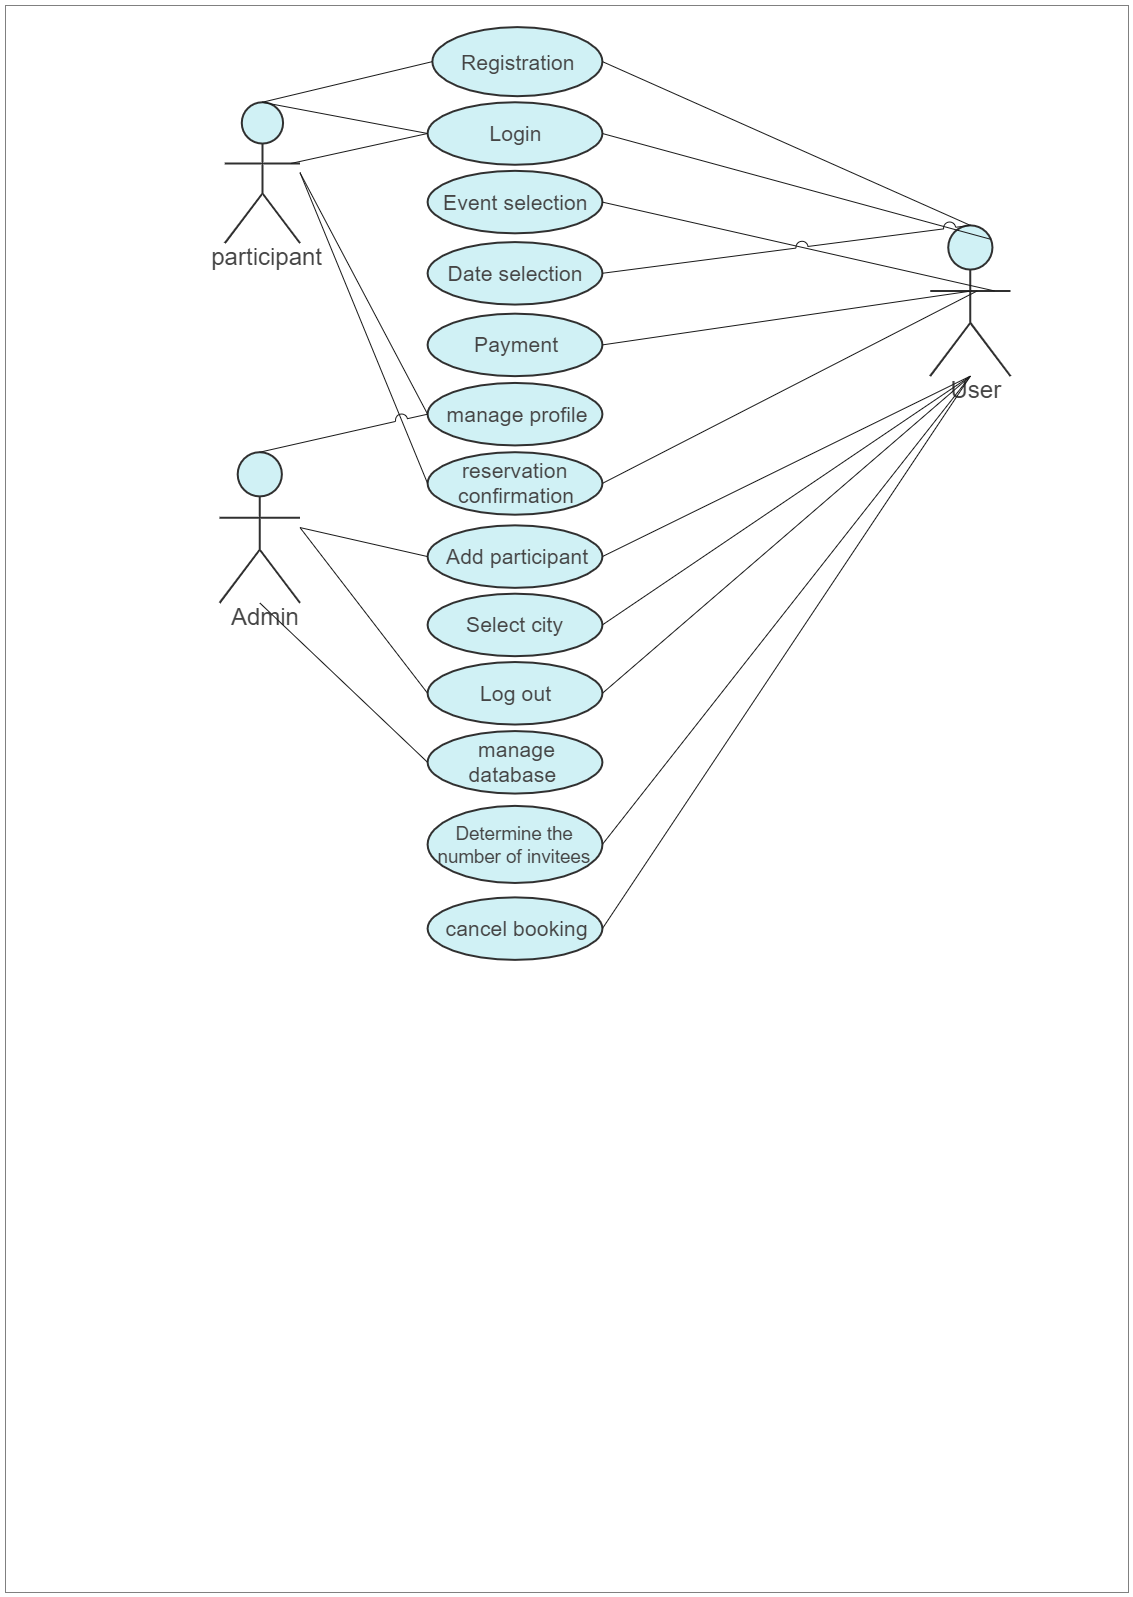 Registration
Login
Event selection
participant
Date selection
Payment
User
manage profile
reservation
confirmation
Add participant
Admin
Select city
Log out
manage
database
Determine the
number of invitees
cancel booking